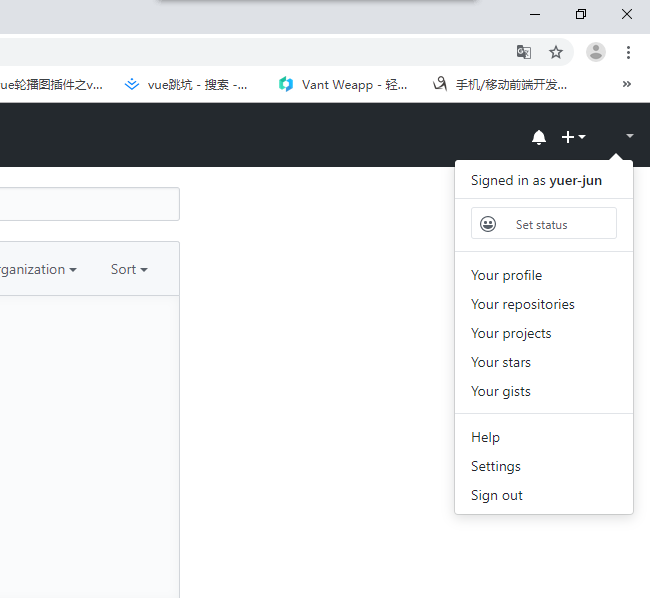 ue轮播图插件之v...
vue跳坑 - 搜索 -...
Vant Weapp - 轻...
手机/移动前端开发...
»
Signed in as yuer-jun
Set status
rganization
Sort
Your profile
Your repositories
Your projects
Your stars
Your gists
Help
Settings
Sign out